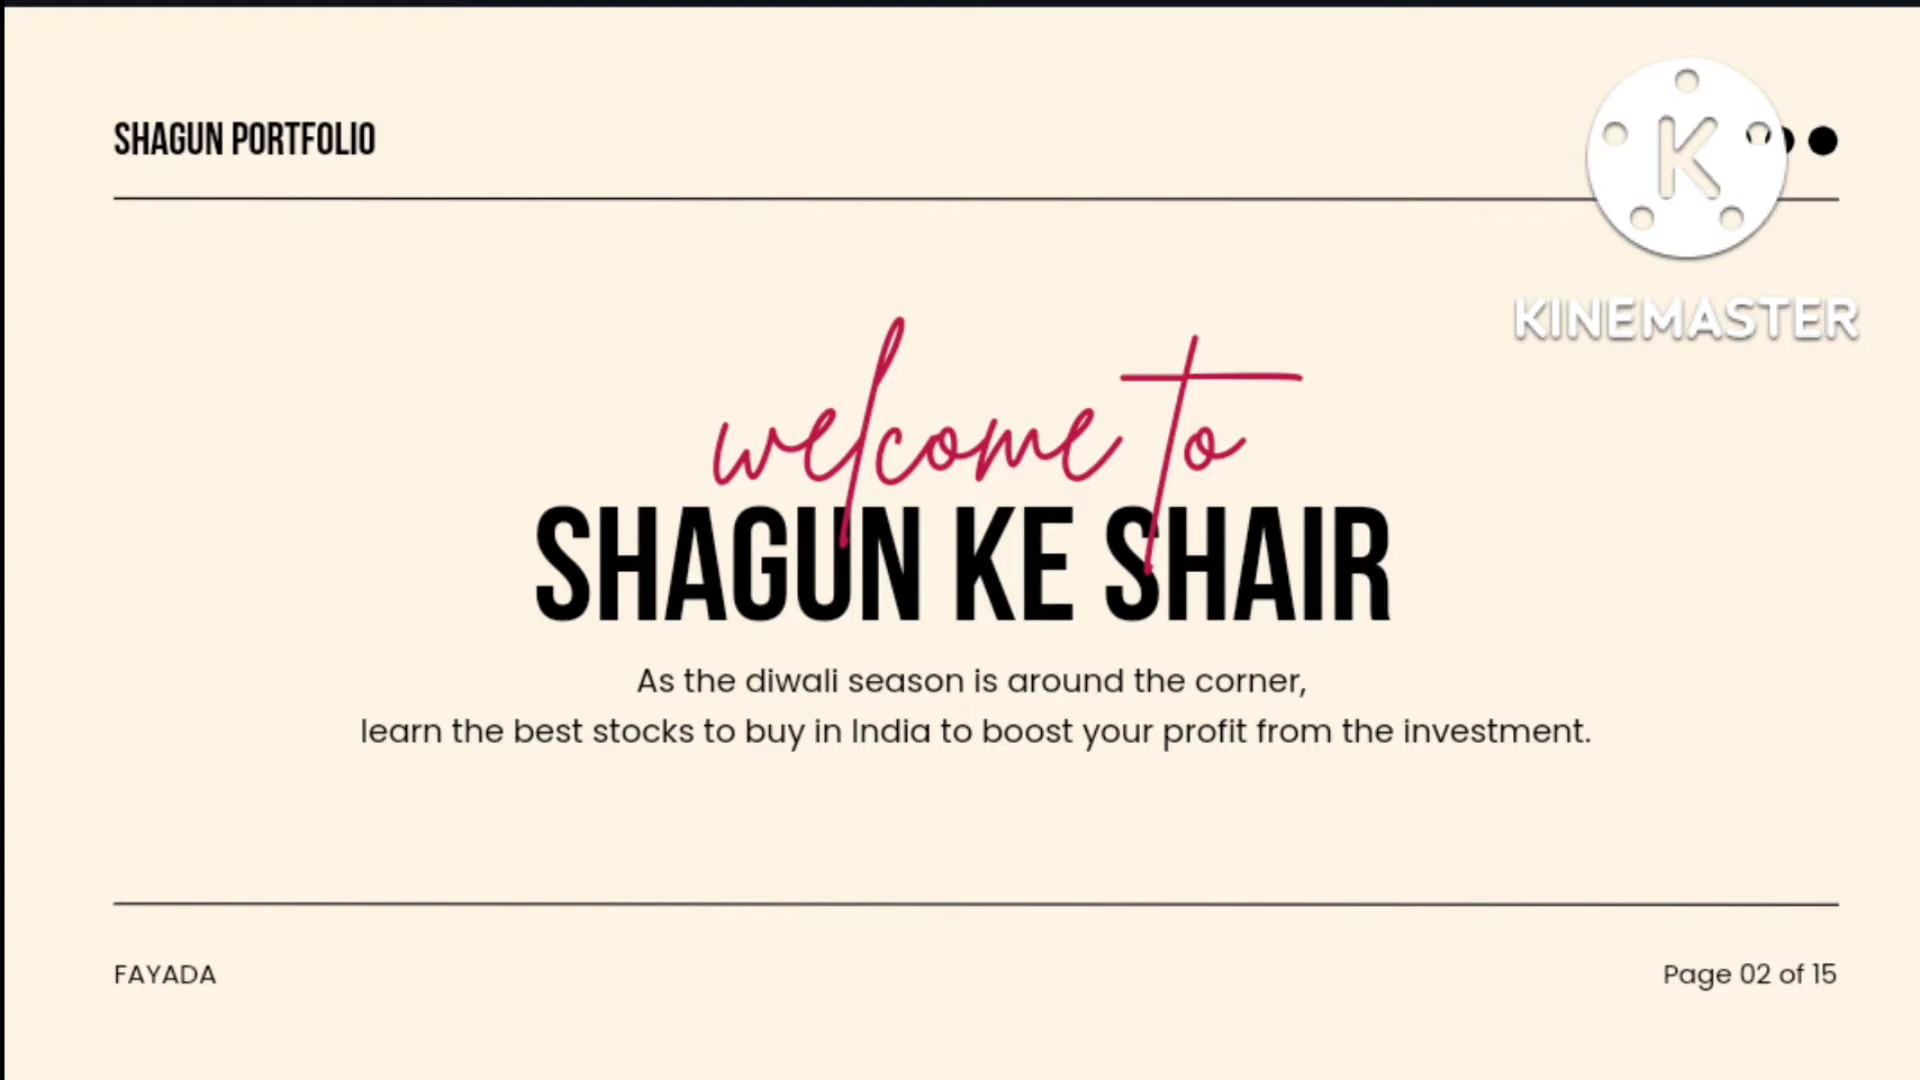 SHAGUN PORTFOLIO
K
KINEMASTER
welcome to
SHAGUN KE SHAIR
As the diwali season is around the corner,
learn the best stocks to buy in India to boost your profit from the investment.
FAYADA
Page 02 of 15